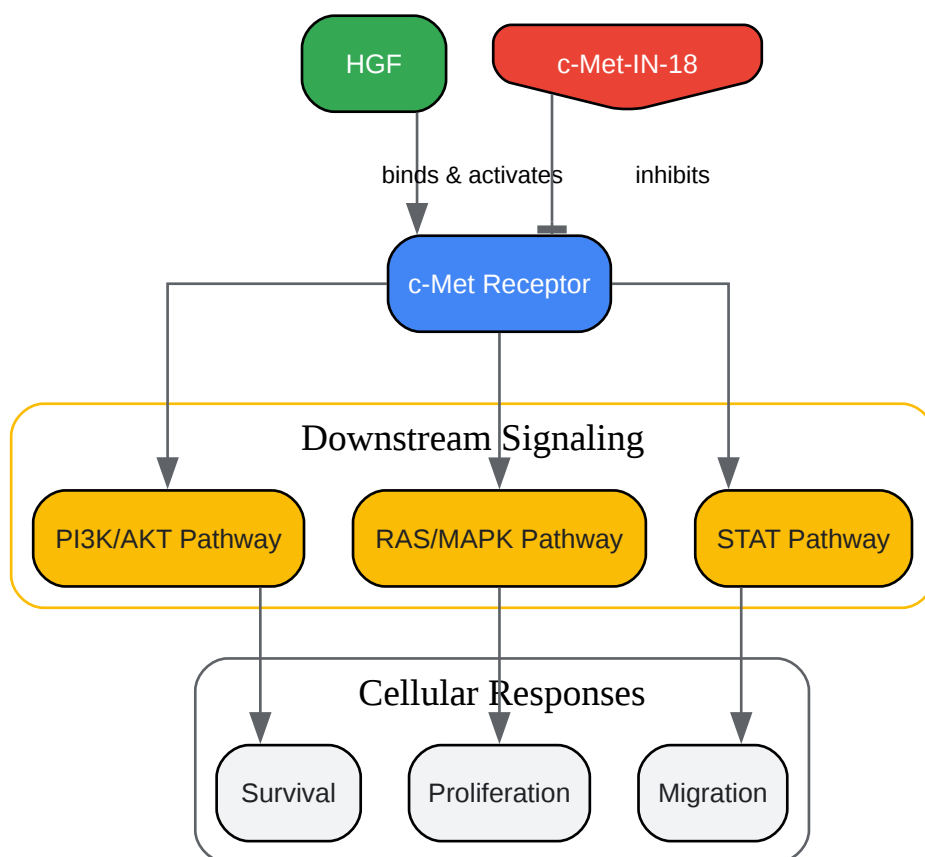 HGF
c-Met-IN-18
binds & activates
inhibits
c-Met Receptor
Downstream Signaling
PI3K/AKT Pathway
RAS/MAPK Pathway
STAT Pathway
Cellular Responses
Survival
Proliferation
Migration